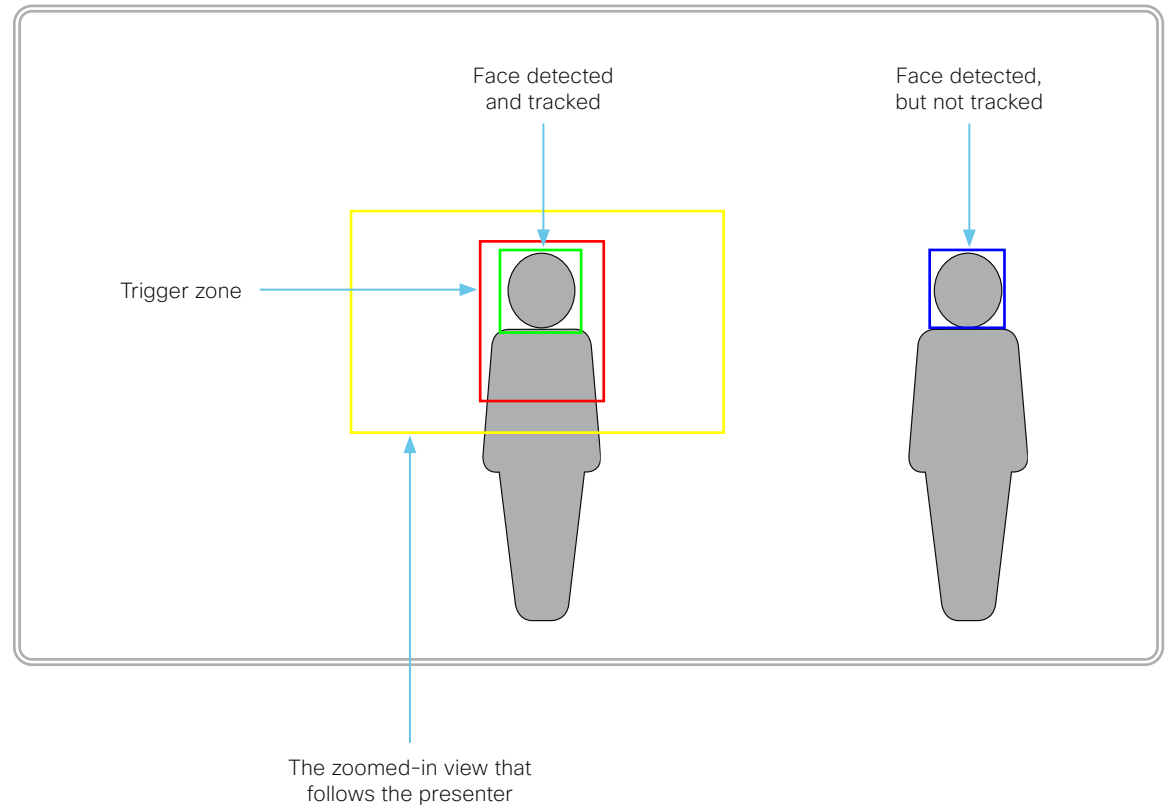 Face detected
and tracked
Face detected,
but not tracked
Trigger zone
The zoomed-in view that
follows the presenter